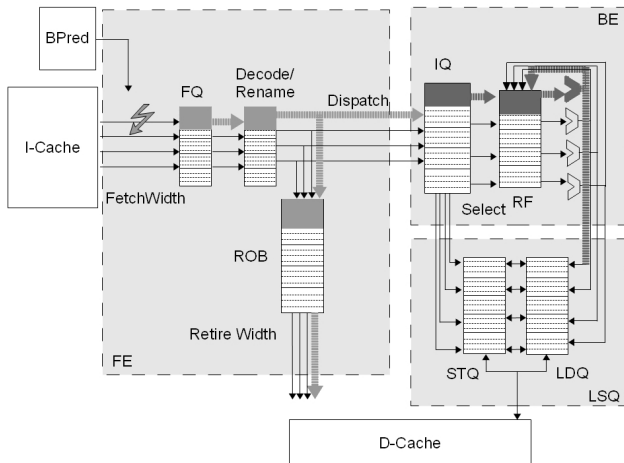 BPred
BE
FQ
Decode/
Rename
IQ
Dispatch
I-Cache
FetchWidth
Select
RF
ROB
Retire Width
FE
STQ
LDQ
LSQ
D-Cache